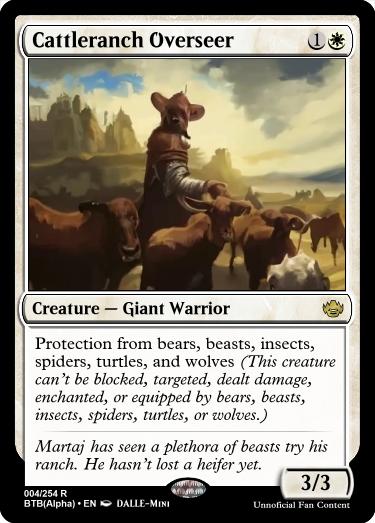 Cattleranch Overseer 1
Creature — Giant Warrior
Protection from bears, beasts, insects,
spiders, turtles, and wolves (This creature
can't be blocked, targeted, dealt damage,
enchanted, or equipped by bears, beasts,
insects, spiders, turtles, or wolves.)
Martaj has seen a plethora of beasts try his
ranch. He hasn't lost a heifer yet.
3/3
004/254 R
BTB(Alpha) • EN DALLE-Mini
Unnoficial Fan Content